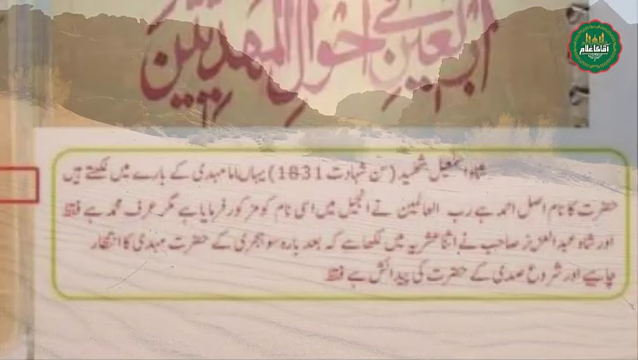 اربعین فی احوال المهدیین
شاہ اسمٰعیل شہید (سن شہادت 1831) یہاں امام مہدی کے بارے میں لکھتے ہیں
حضرت کا نام اصل احمد ہے رب العالمین نے انجیل میں اسی نام کو مذکور فرمایا ہے مگر عرف محمد ہے فقط
اور شاہ عبدالعزیز صاحب نے اثنا عشریہ میں لکھا ہے کہ بعد بارہ سو ہجری کے حضرت مہدی کا انتظار
چاہیے اور شروع صدی کے حضرت کی پیدائش ہے فقط